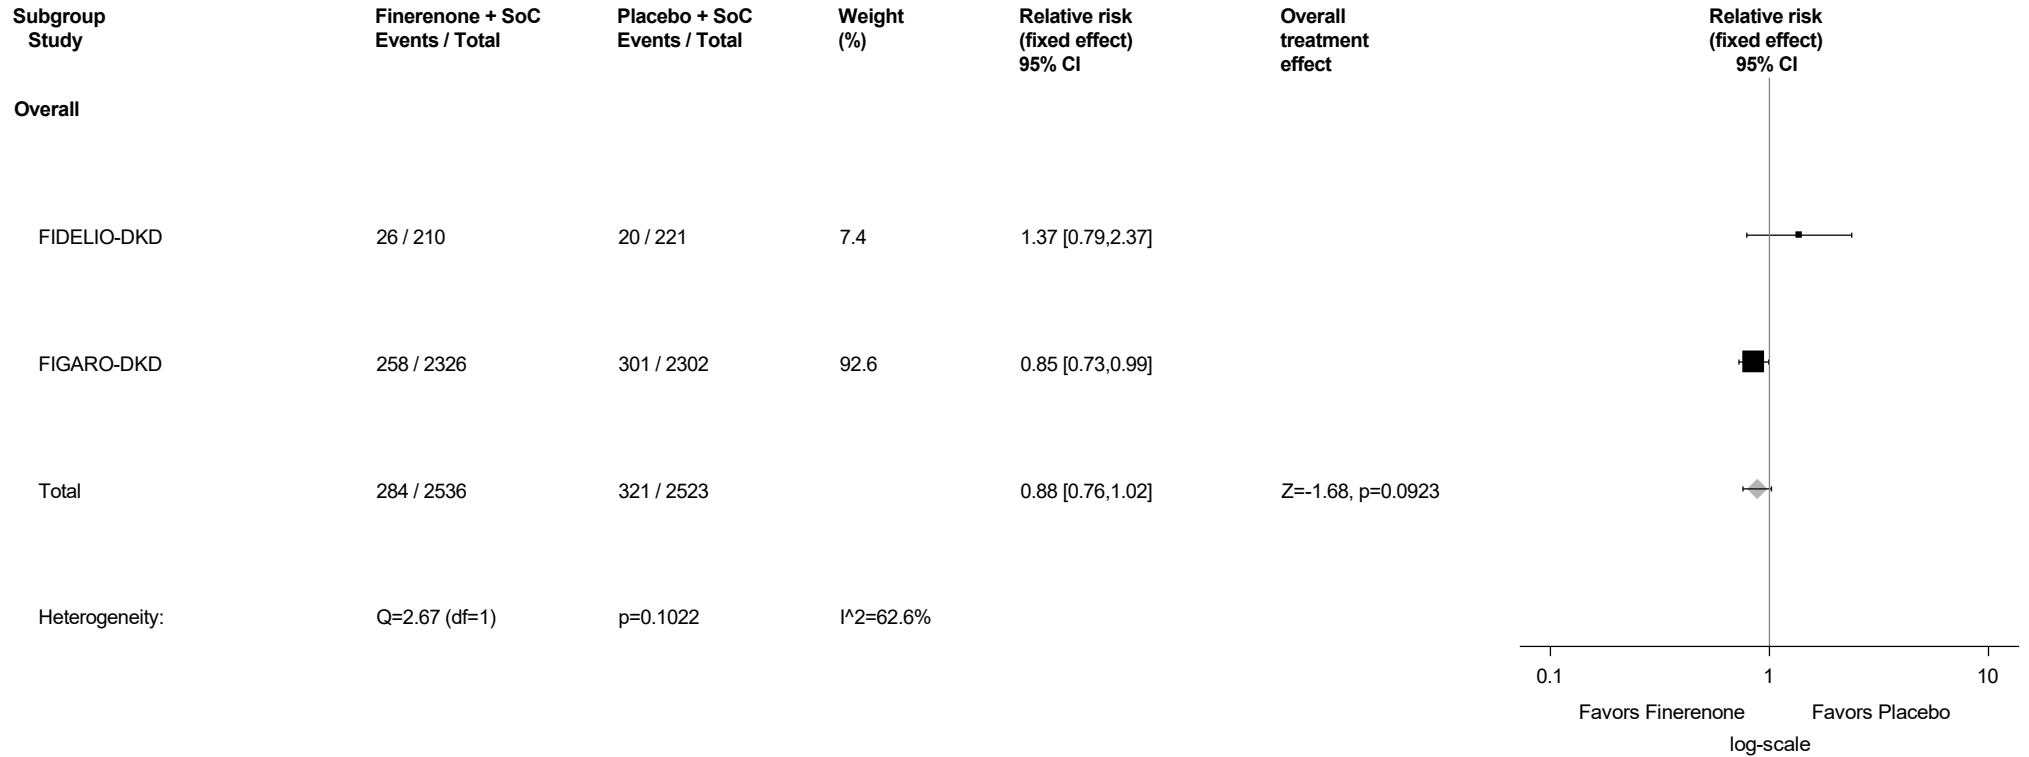 Subgroup Finerenone + SoC Placebo + SoC Weight Relative risk Overall Relative risk
Study Events / Total Events / Total (%) (fixed effect) treatment (fixed effect)
95% CI effect 95% CI
Overall
FIDELIO-DKD 26 / 210 20 / 221 7.4 1.37 [0.79,2.37]
FIGARO-DKD 258 / 2326 301 / 2302 92.6 0.85 [0.73,0.99]
Total 284 / 2536 321 / 2523 0.88 [0.76,1.02] Z=-1.68, p=0.0923
Heterogeneity: Q=2.67 (df=1) p=0.1022 I^2=62.6%
0.1 1 10
Favors Finerenone Favors Placebo
log-scale